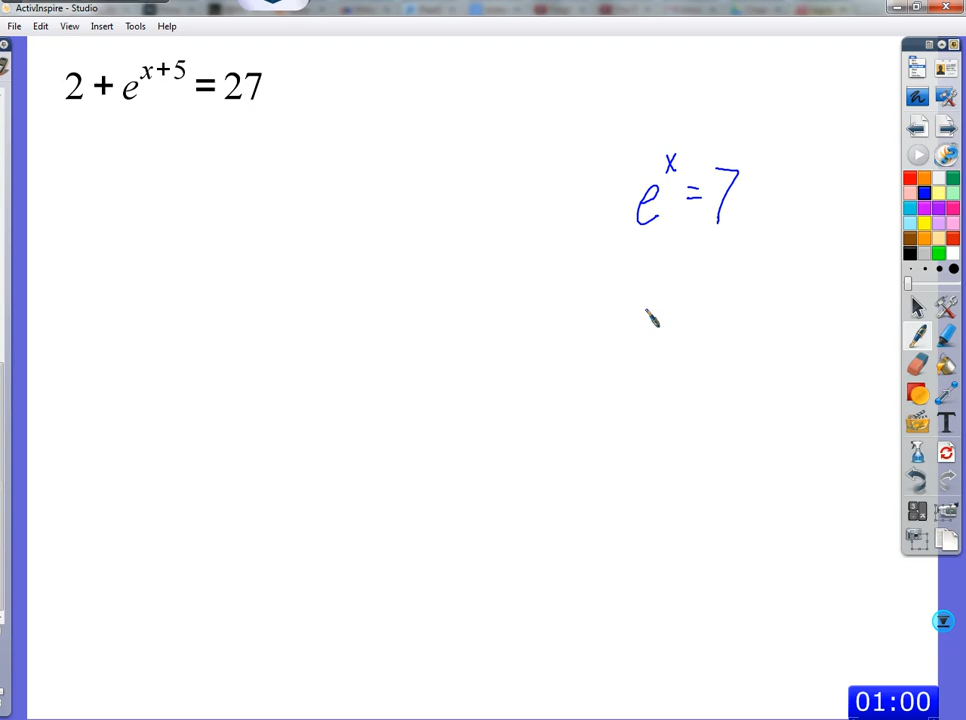 ActivInspire - Studio
File Edit View Insert Tools Help
2 + e^{x+5} = 27
e^x = 7
T
01:00